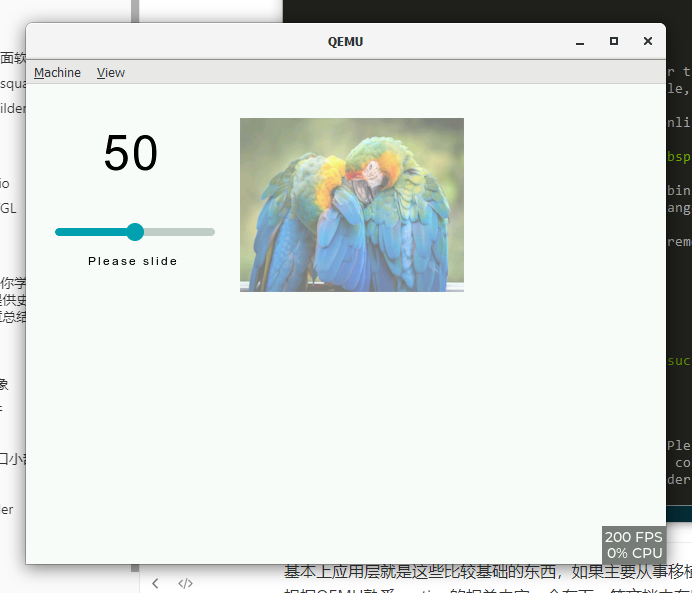 面软
squa
ilder
io
GL
你学
提供史
总结
象
口小部
er
QEMU
Machine View
50
Please slide
200 FPS
0% CPU
r t
le,
nli
bsp
bin
ang
rem
suc
Ple
co
der
基本上应用层就是这些比较基础的东西，如果主要从事移植